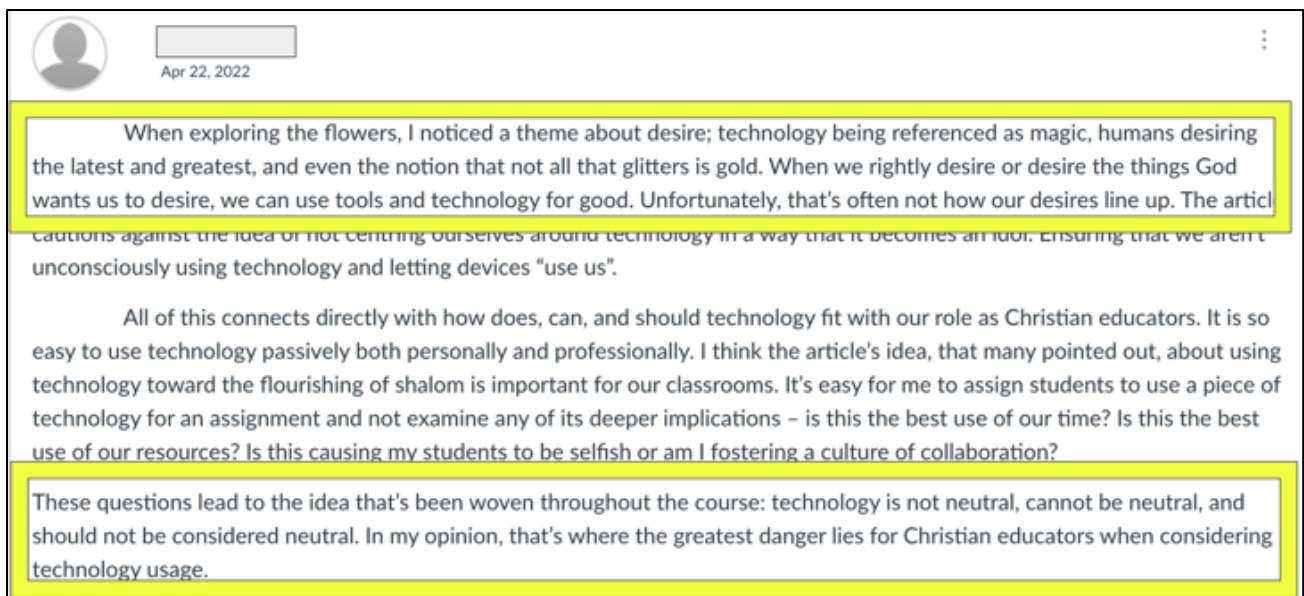 Apr 22, 2022
When exploring the flowers, I noticed a theme about desire; technology being referenced as magic, humans desiring
the latest and greatest, and even the notion that not all that glitters is gold. When we rightly desire or desire the things God
wants us to desire, we can use tools and technology for good. Unfortunately, that's often not how our desires line up. The articl
cautions against the idea of not centring ourselves around technology in a way that it becomes an idol. Ensuring that we aren't
unconsciously using technology and letting devices “use us”.
All of this connects directly with how does, can, and should technology fit with our role as Christian educators. It is so
easy to use technology passively both personally and professionally. I think the article's idea, that many pointed out, about using
technology toward the flourishing of shalom is important for our classrooms. It's easy for me to assign students to use a piece of
technology for an assignment and not examine any of its deeper implications – is this the best use of our time? Is this the best
use of our resources? Is this causing my students to be selfish or am I fostering a culture of collaboration?
These questions lead to the idea that's been woven throughout the course: technology is not neutral, cannot be neutral, and
should not be considered neutral. In my opinion, that's where the greatest danger lies for Christian educators when considering
technology usage.